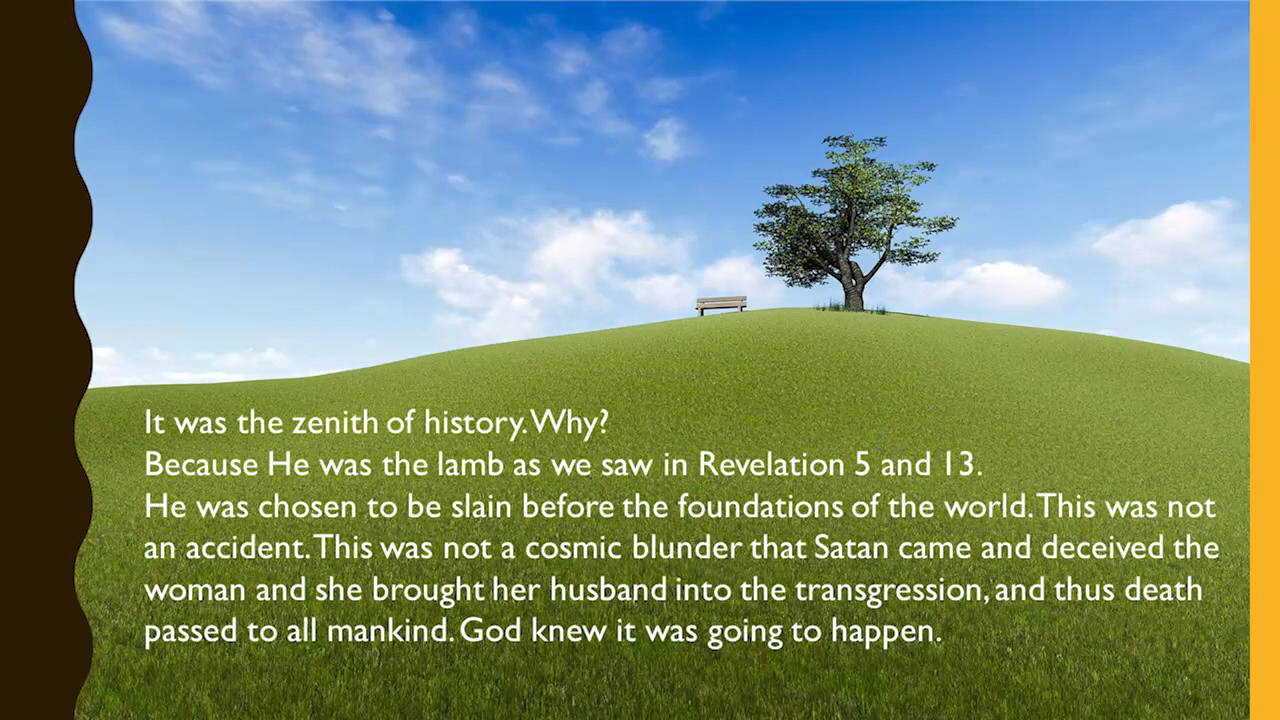 It was the zenith of history. Why?
Because He was the lamb as we saw in Revelation 5 and 13.
He was chosen to be slain before the foundations of the world. This was not
an accident. This was not a cosmic blunder that Satan came and deceived the
woman and she brought her husband into the transgression, and thus death
passed to all mankind. God knew it was going to happen.